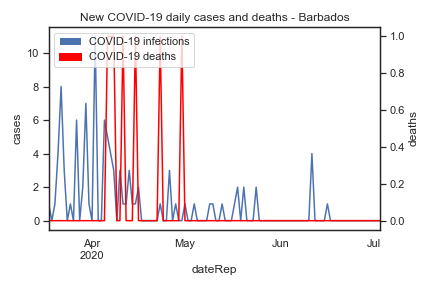 New COVID-19 daily cases and deaths - Barbados
COVID-19 infections
COVID-19 deaths
cases
10
8
6
4
2
0
deaths
1.0
0.8
0.6
0.4
0.2
0.0
Apr
2020
May
Jun
Jul
dateRep